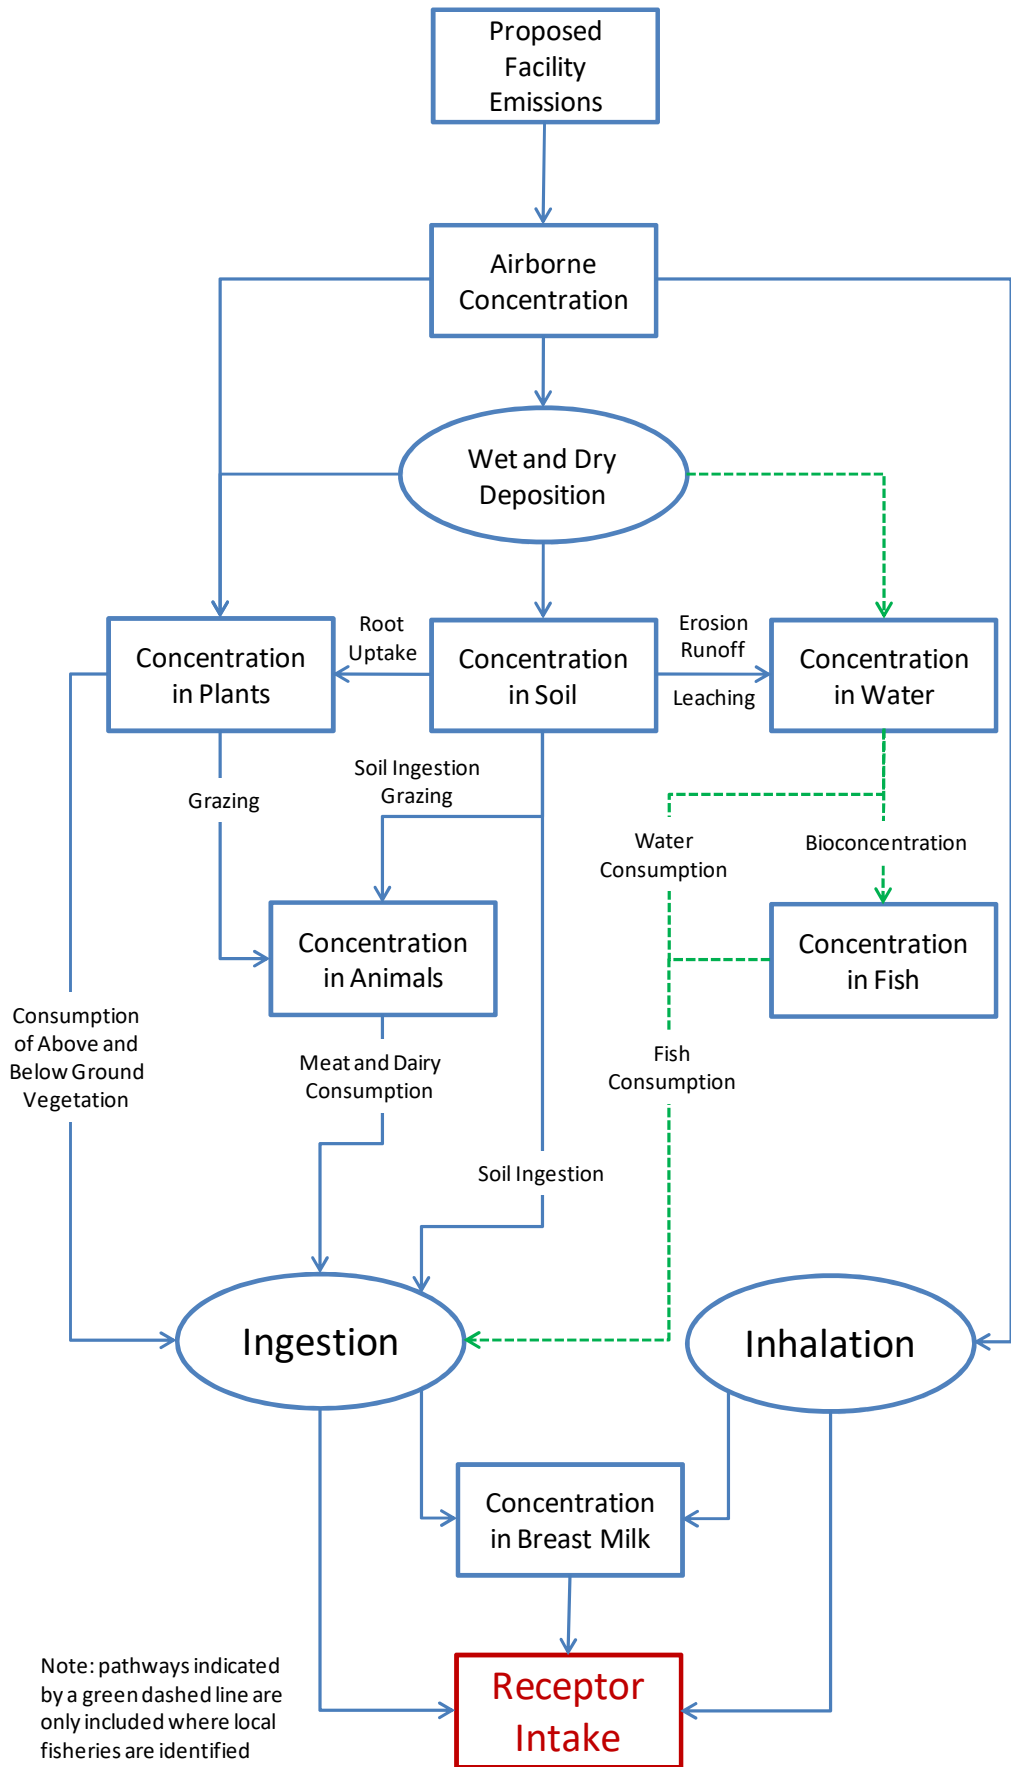 Proposed
Facility
Emissions
Airborne
Concentration
Wet and Dry
Deposition
Concentration
in Plants
Root
Uptake
Concentration
in Soil
Erosion
Runoff
Leaching
Concentration
in Water
Grazing
Soil Ingestion
Grazing
Water
Consumption
Bioconcentration
Concentration
in Animals
Concentration
in Fish
Consumption
of Above and
Below Ground
Vegetation
Meat and Dairy
Consumption
Fish
Consumption
Soil Ingestion
Ingestion
Inhalation
Concentration
in Breast Milk
Receptor
Intake
Note: pathways indicated
by a green dashed line are
only included where local
fisheries are identified